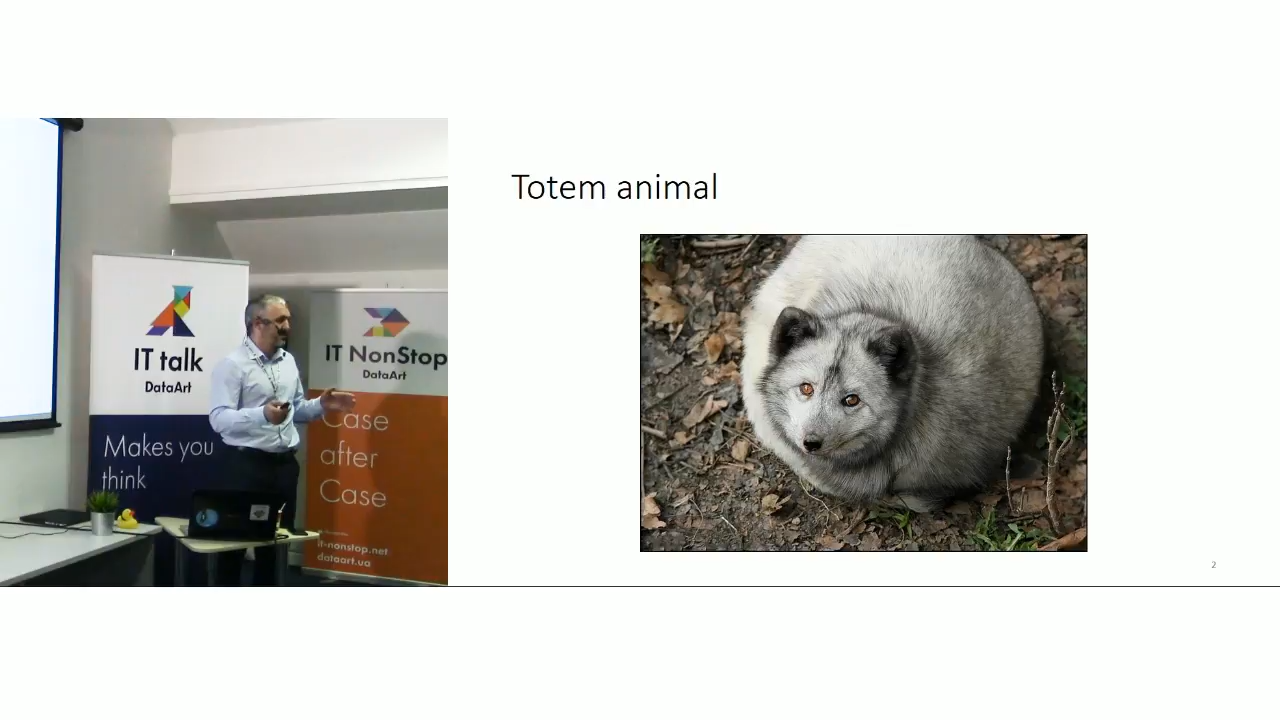 Totem animal
IT talk
DataArt
Makes you
think
IT NonStop
DataArt
Case
after
Case
it-nonstop.net
dataart.ua
2